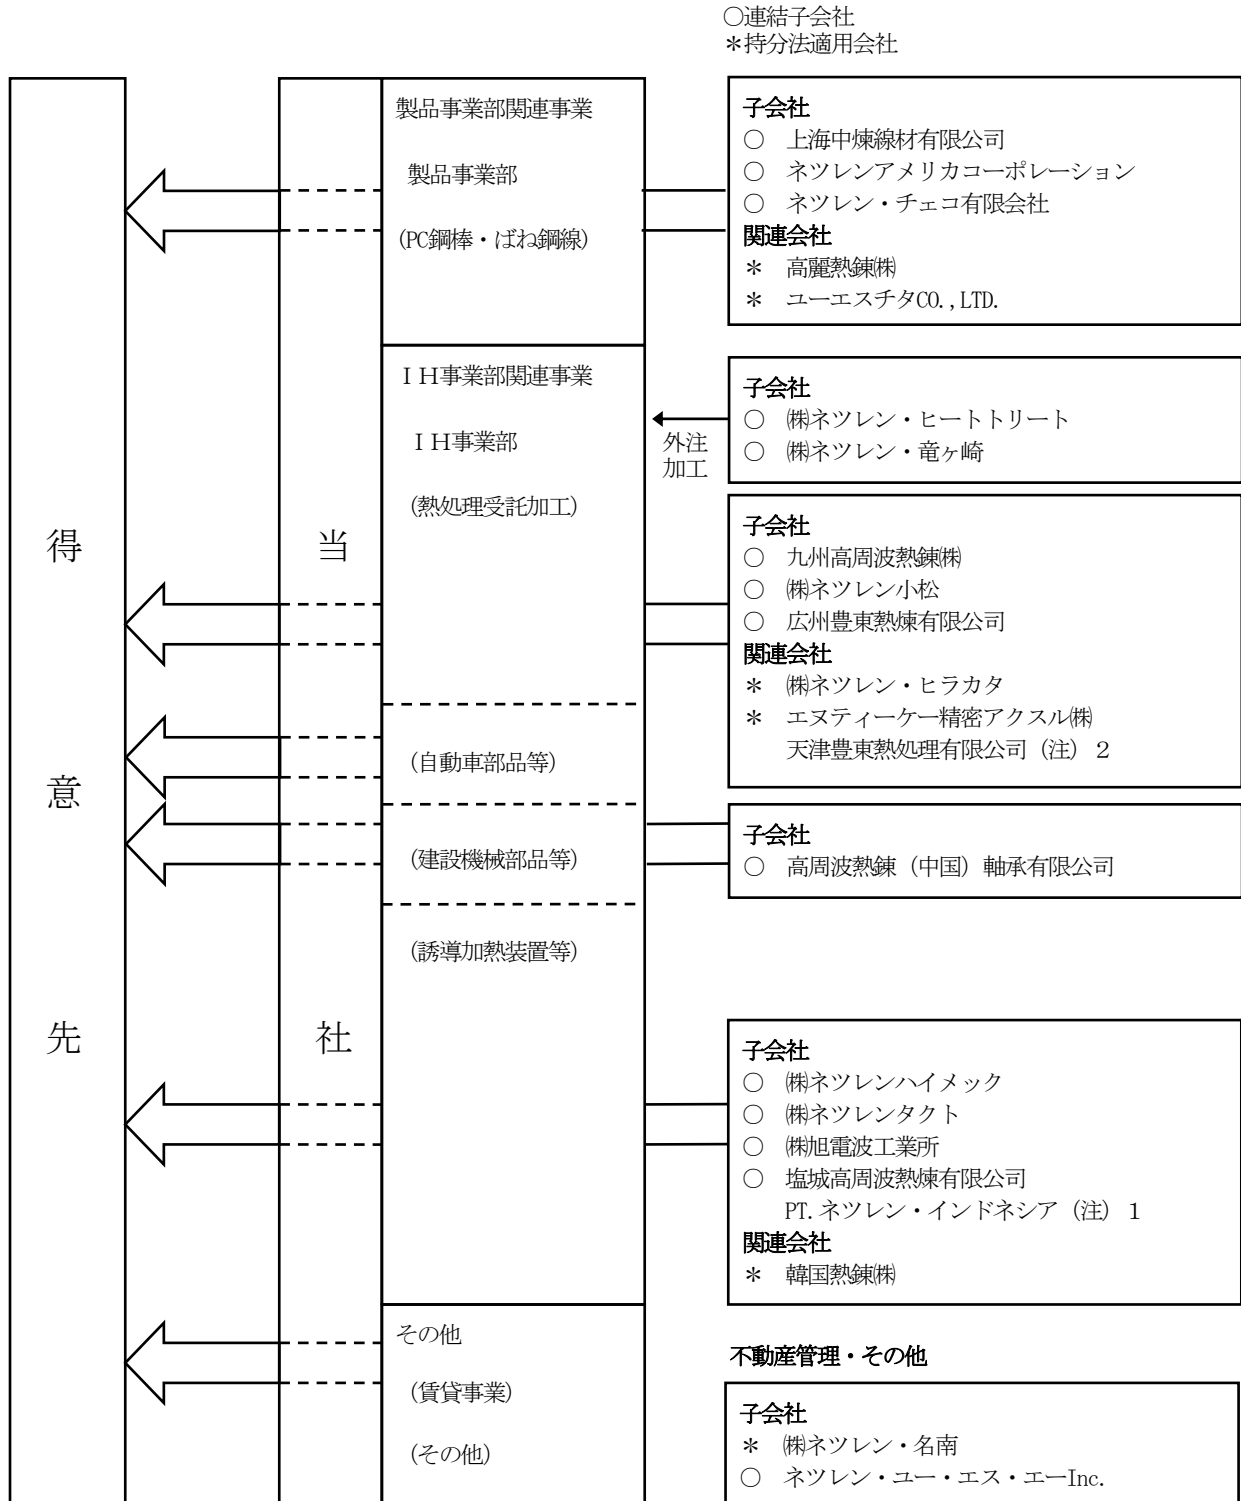 ○連結子会社
＊持分法適用会社
得
意
先
当
社
製品事業部関連事業
製品事業部
(PC鋼棒・ばね鋼線)
ＩＨ事業部関連事業
ＩＨ事業部
(熱処理受託加工)
(自動車部品等)
(建設機械部品等)
(誘導加熱装置等)
その他
(賃貸事業)
(その他)
子会社
○　上海中煉線材有限公司
○　ネツレンアメリカコーポレーション
○　ネツレン・チェコ有限会社
関連会社
＊　高麗熱錬㈱
＊　ユーエスチタCO.,LTD.
外注
加工
子会社
○　㈱ネツレン・ヒートトリート
○　㈱ネツレン・竜ヶ崎
子会社
○　九州高周波熱錬㈱
○　㈱ネツレン小松
○　広州豊東熱煉有限公司
関連会社
＊　㈱ネツレン・ヒラカタ
＊　エヌティーケー精密アクスル㈱
天津豊東熱処理有限公司（注）２
子会社
○　高周波熱錬（中国）軸承有限公司
子会社
○　㈱ネツレンハイメック
○　㈱ネツレンタクト
○　㈱旭電波工業所
○　塩城高周波熱煉有限公司
PT.ネツレン・インドネシア（注）１
関連会社
＊　韓国熱錬㈱
不動産管理・その他
子会社
＊　㈱ネツレン・名南
○　ネツレン・ユー・エス・エーInc.